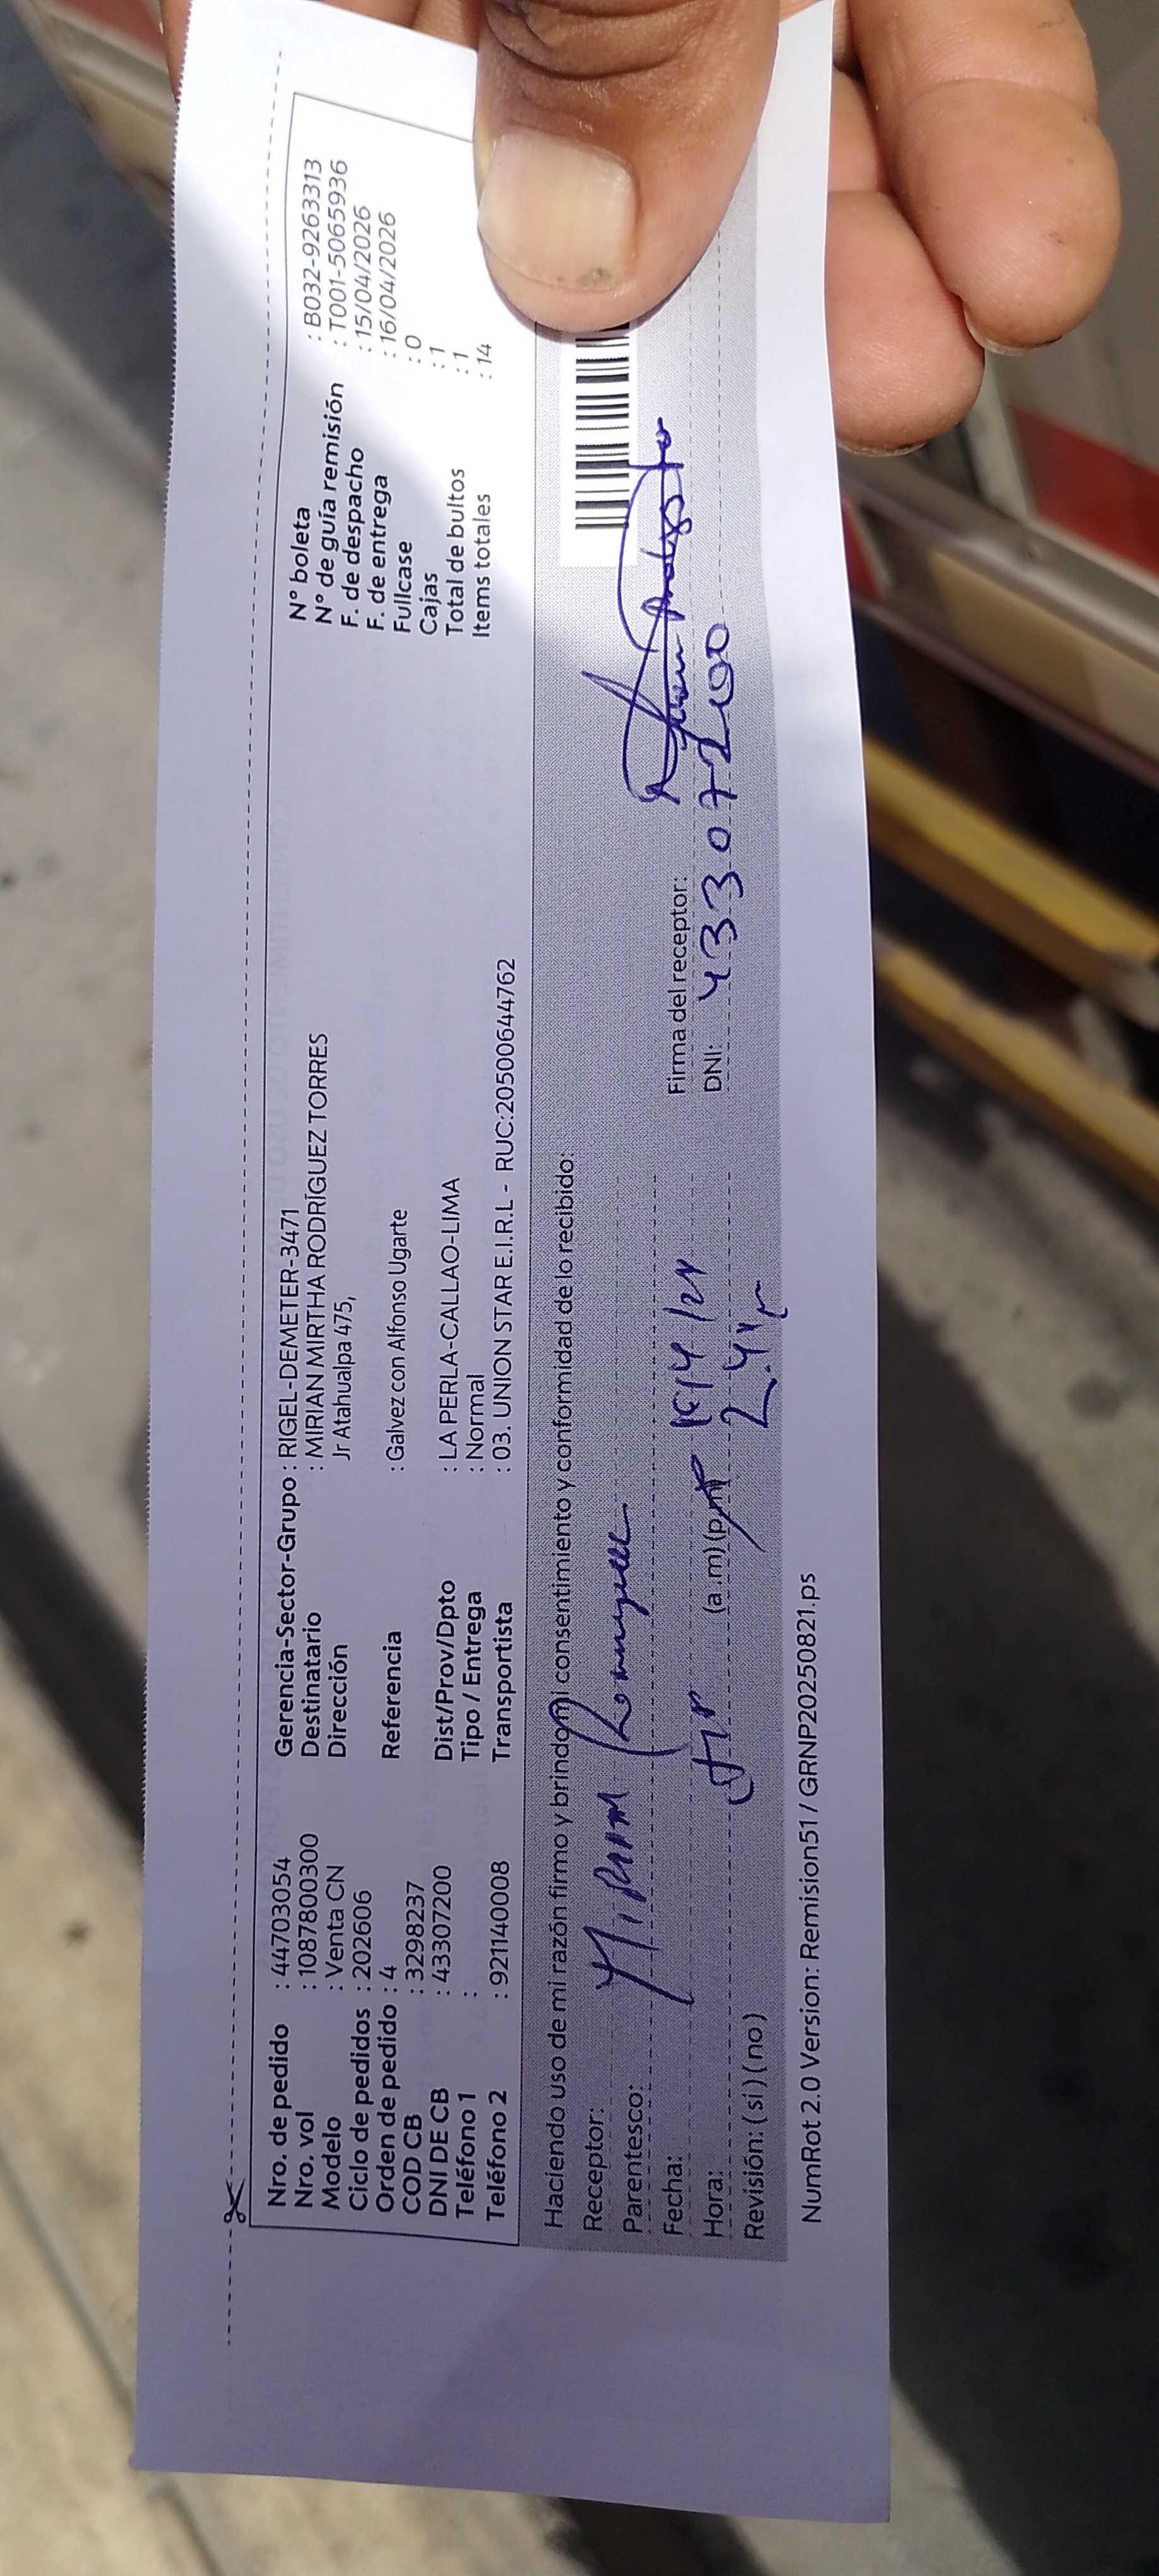 Nro. de pedido : 44703054 Gerencia-Sector-Grupo : RIGEL-DEMETER-3471 N° boleta : B032-9263313
Nro. vol : 1087800300 Destinatario : MIRIAN MIRTHA RODRÍGUEZ TORRES N° de guía remisión : T001-5065936
Modelo : Venta CN Dirección Jr Atahualpa 475, F. de despacho : 15/04/2026
Ciclo de pedidos : 202606 F. de entrega : 16/04/2026
Orden de pedido : 4 Referencia : Galvez con Alfonso Ugarte Fullcase : 0
COD CB : 3298237 Cajas : 1
DNI DE CB : 43307200 Dist/Prov/Dpto : LA PERLA-CALLAO-LIMA Total de bultos : 1
Teléfono 1 : Tipo / Entrega : Normal Items totales : 14
Teléfono 2 : 921140008 Transportista : 03. UNION STAR E.I.R.L - RUC:20500644762
Haciendo uso de mi razón firmo y brindo mi consentimiento y conformidad de lo recibido:
Receptor:
Parentesco:
Fecha: Firma del receptor:
Hora: (a.m) (p.m) DNI: 43307200
Revisión: ( si ) ( no )
NumRot 2.0 Version: Remision51 / GRNP20250821.ps